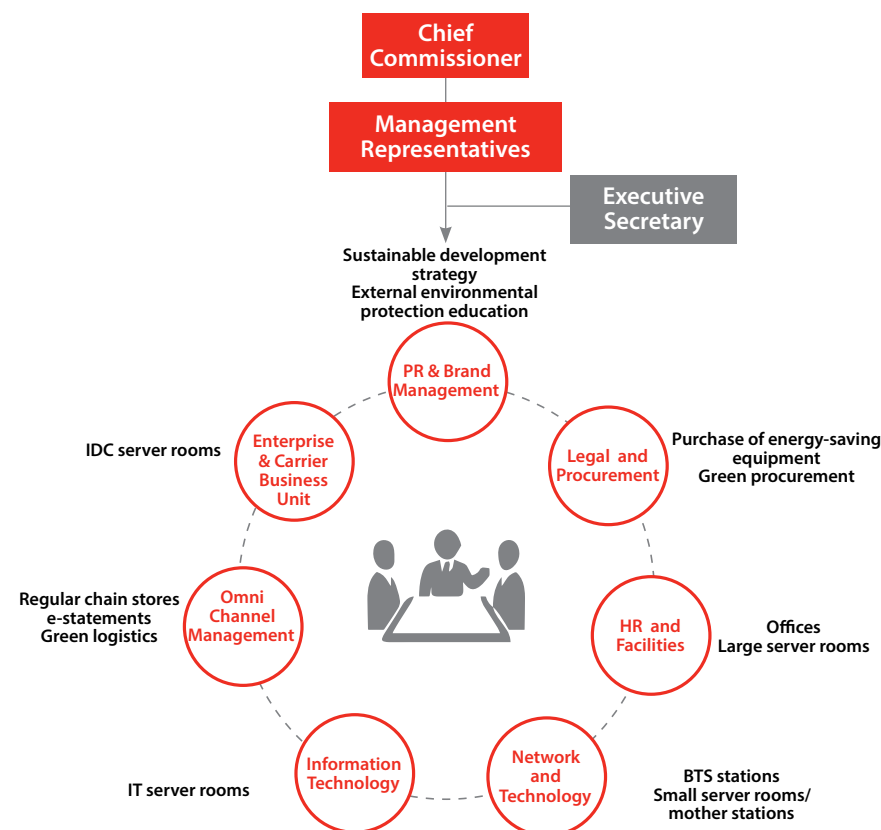 Chief
Commissioner
Management
Representatives
Executive
Secretary
Sustainable development
strategy
External environmental
protection education
PR & Brand
Management
Legal and
Procurement
Purchase of energy-saving
equipment
Green procurement
HR and
Facilities
Offices
Large server rooms
Network
and
Technology
BTS stations
Small server rooms/
mother stations
Information
Technology
IT server rooms
Omni
Channel
Management
Regular chain stores
e-statements
Green logistics
Enterprise
& Carrier
Business
Unit
IDC server rooms